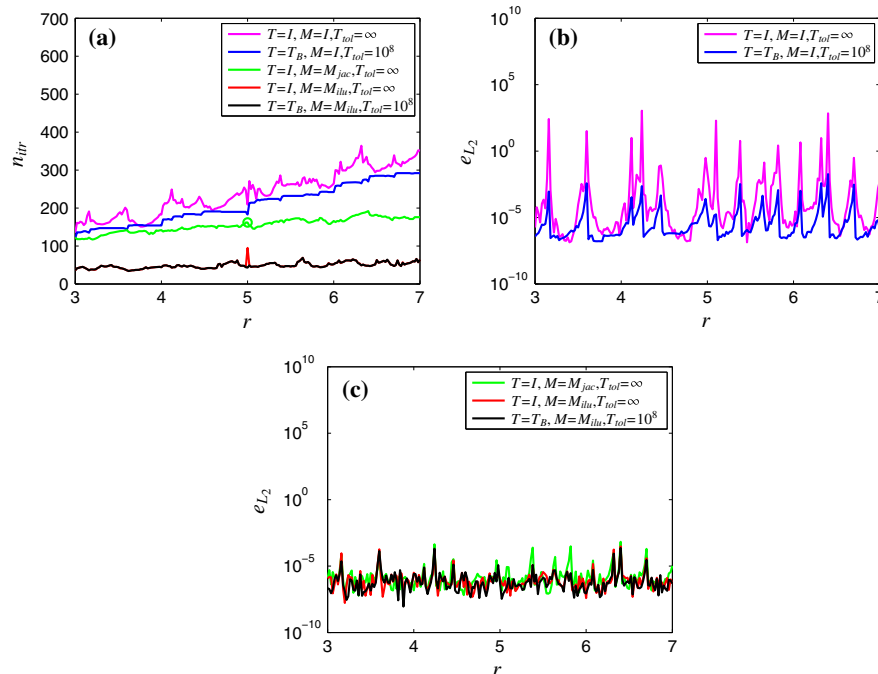 (a)
T=I, M=I,T_tol=∞
T=T_B, M=I,T_tol=10^8
T=I, M=M_jac,T_tol=∞
T=I, M=M_ilu,T_tol=∞
T=T_B, M=M_ilu,T_tol=10^8
700
600
500
400
300
200
100
0
n_itr
3 4 5 6 7
r
(b)
T=I, M=I,T_tol=∞
T=T_B, M=I,T_tol=10^8
10^10
10^5
10^0
10^−5
10^−10
e_L_2
3 4 5 6 7
r
(c)
T=I, M=M_jac,T_tol=∞
T=I, M=M_ilu,T_tol=∞
T=T_B, M=M_ilu,T_tol=10^8
10^10
10^5
10^0
10^−5
10^−10
e_L_2
3 4 5 6 7
r